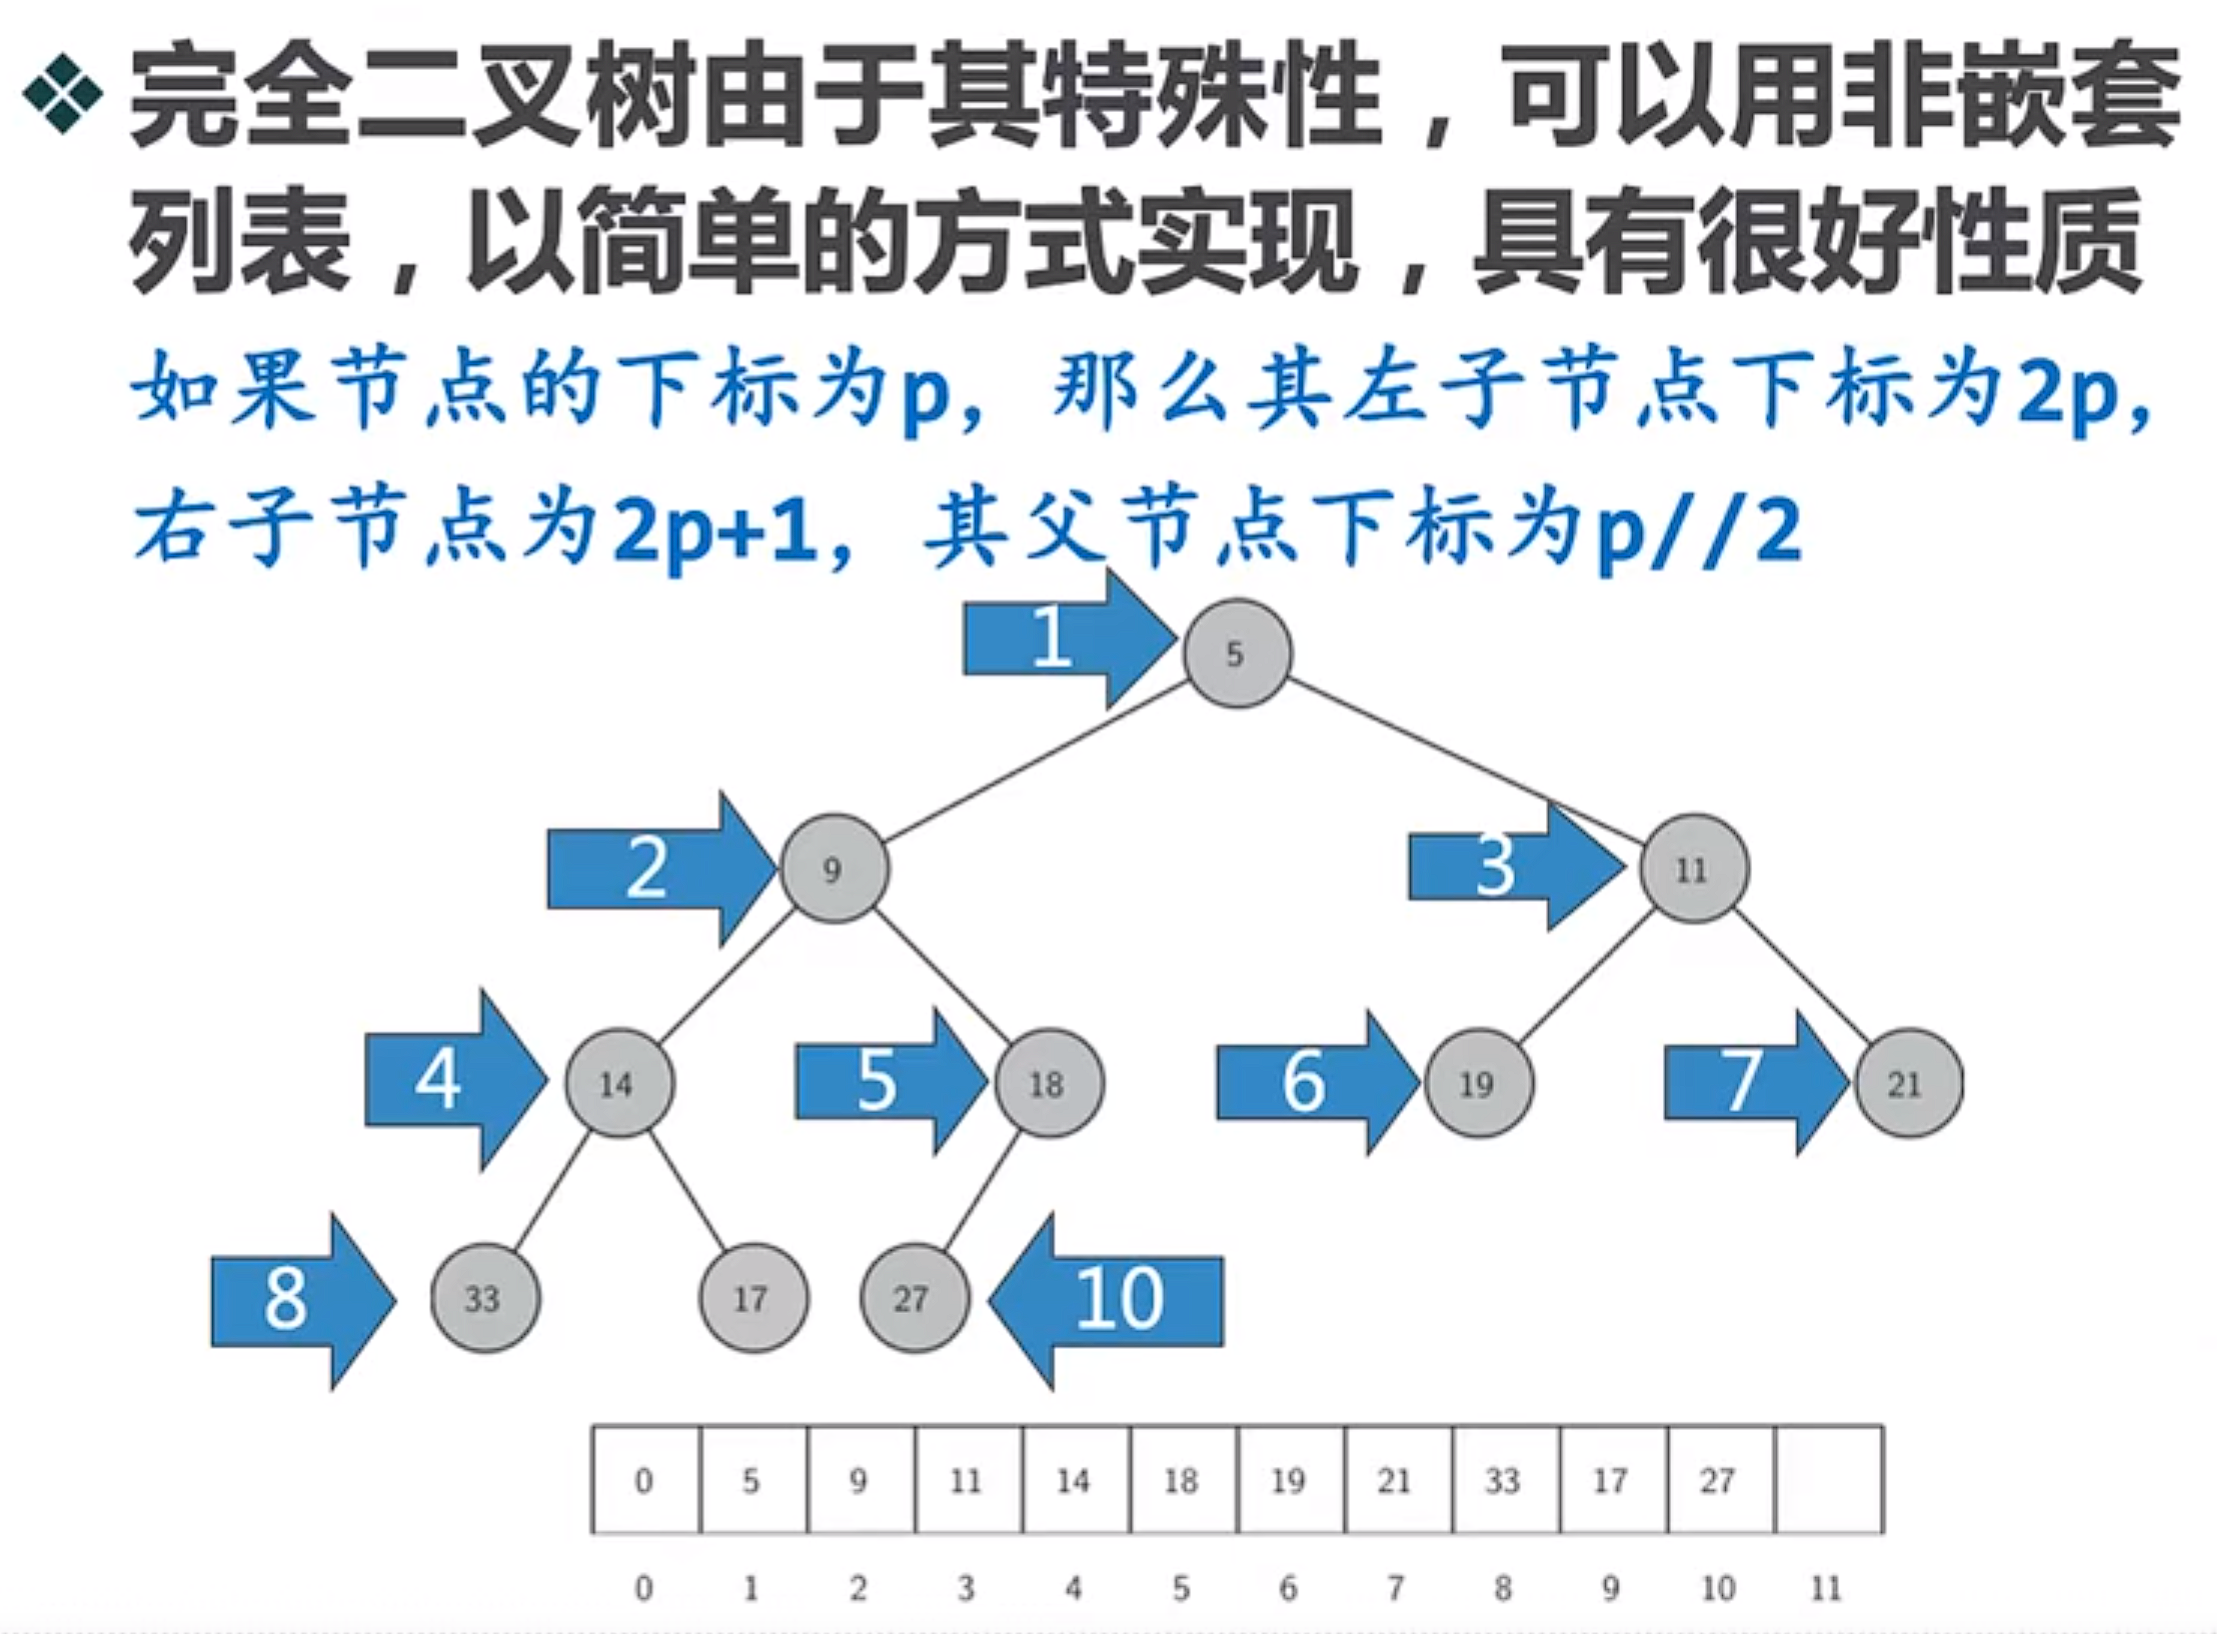 完全二叉树由于其特殊性，可以用非嵌套
列表，以简单的方式实现，具有很好性质
如果节点的下标为p，那么其左子节点下标为2p，
右子节点为2p+1，其父节点下标为p//2
1 5
2 9 3 11
4 14 5 18 6 19 7 21
8 33 17 27 10
0 5 9 11 14 18 19 21 33 17 27
0 1 2 3 4 5 6 7 8 9 10 11